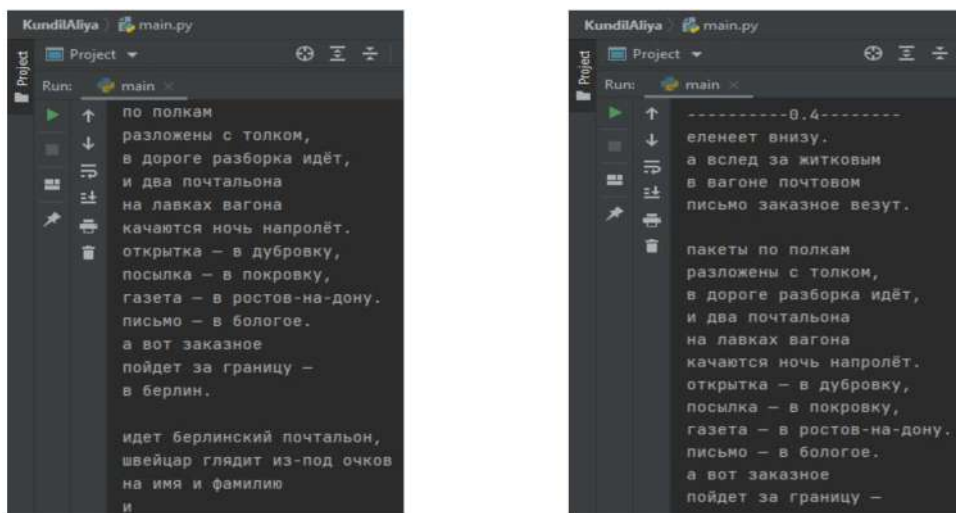 KundilAliya main.py
Project
Project
Run: main
по полкам
разложены с толком,
в дороге разборка идёт,
и два почтальона
на лавках вагона
качаются ночь напролёт.
открытка — в дубровку,
посылка — в покровку,
газета — в ростов-на-дону.
письмо — в бологое.
а вот заказное
пойдет за границу —
в берлин.
идет берлинский почтальон,
швейцар глядит из-под очков
на имя и фамилию
и
KundilAliya main.py
Project
Project
Run: main
----------0.4--------
еленеет внизу.
а вслед за житковым
в вагоне почтовом
письмо заказное везут.
пакеты по полкам
разложены с толком,
в дороге разборка идёт,
и два почтальона
на лавках вагона
качаются ночь напролёт.
открытка — в дубровку,
посылка — в покровку,
газета — в ростов-на-дону.
письмо — в бологое.
а вот заказное
пойдет за границу —